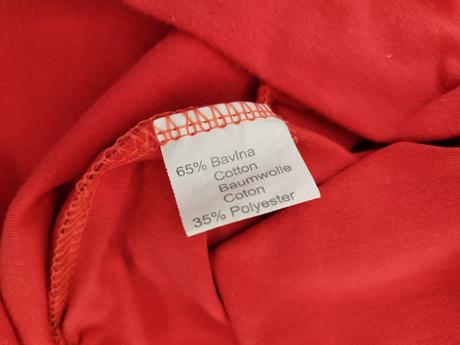 65% Bavlna
Cotton
Baumwolle
Coton
35% Polyester